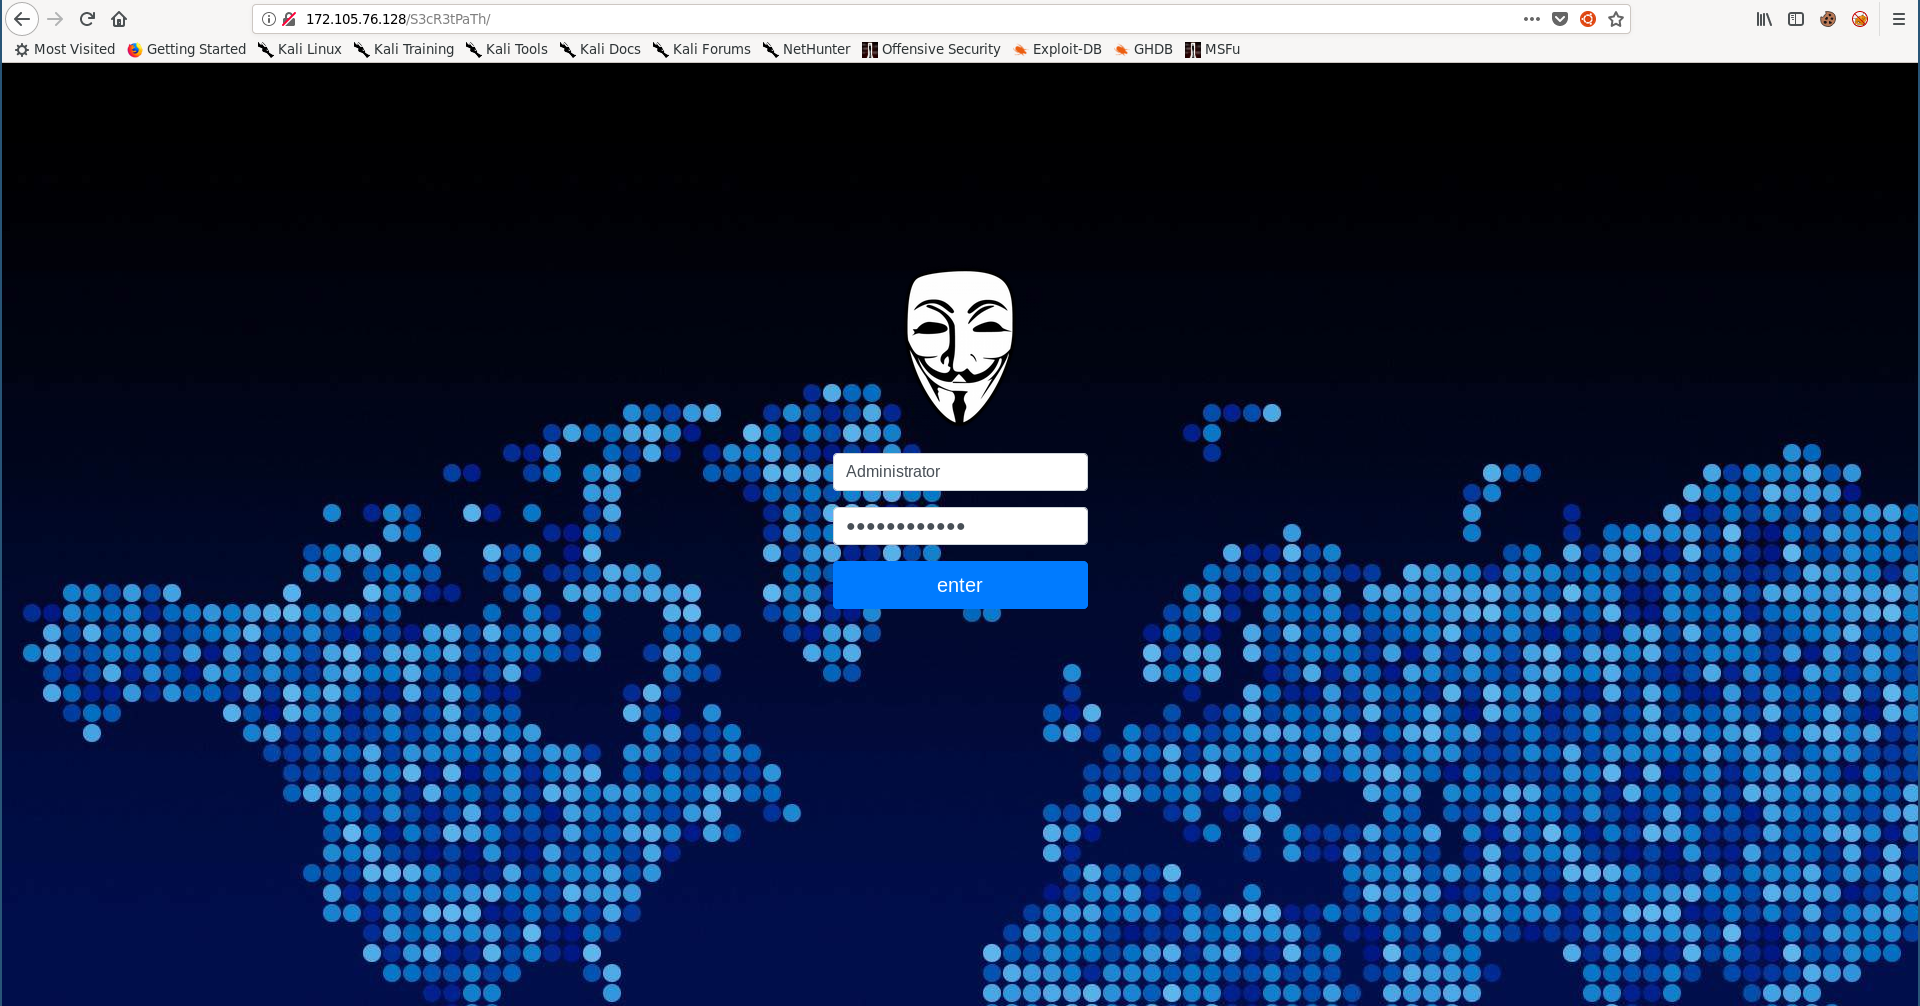 172.105.76.128/S3cR3tPaTh/
Most Visited Getting Started Kali Linux Kali Training Kali Tools Kali Docs Kali Forums NetHunter Offensive Security Exploit-DB GHDB MSFu
Administrator
●●●●●●●●●●●●
enter